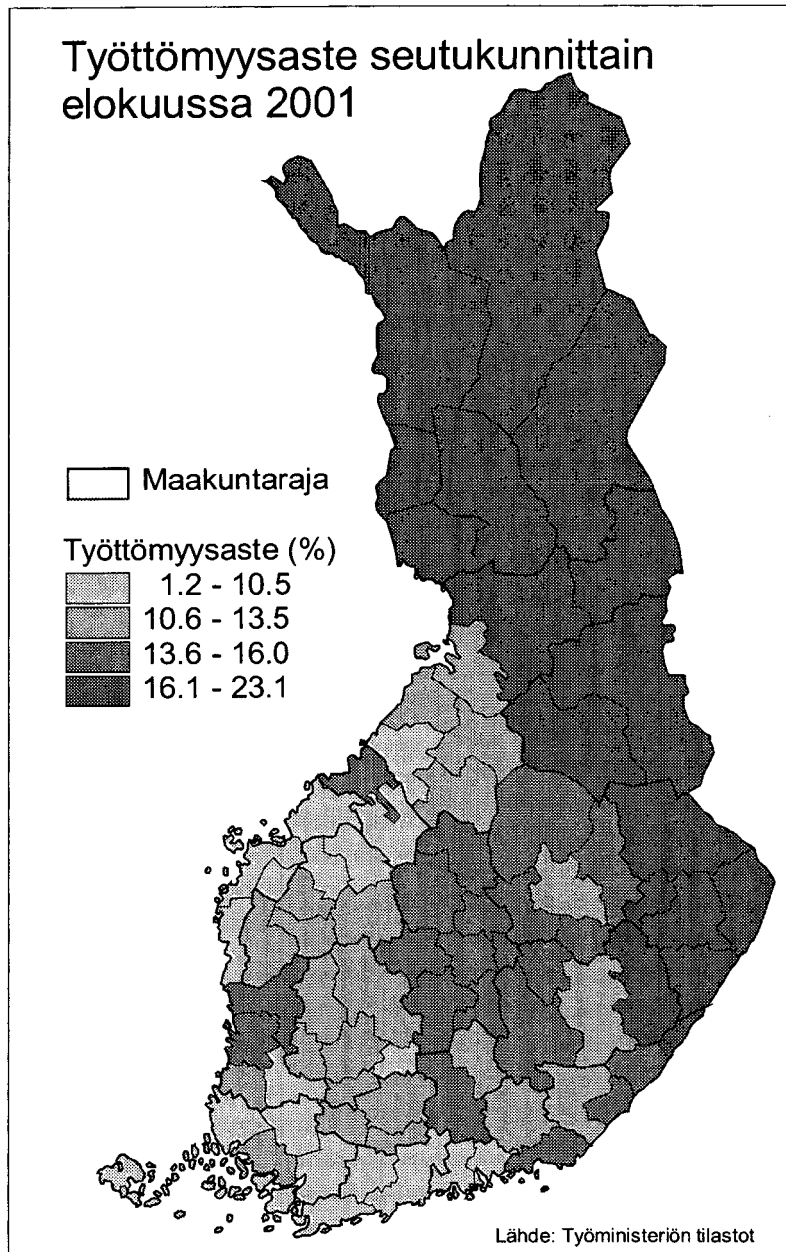 Työttömyysaste seutukunnittain
elokuussa 2001
Maakuntaraja
Työttömyysaste (%)
1.2 - 10.5
10.6 - 13.5
13.6 - 16.0
16.1 - 23.1
Lähde: Työministeriön tilastot